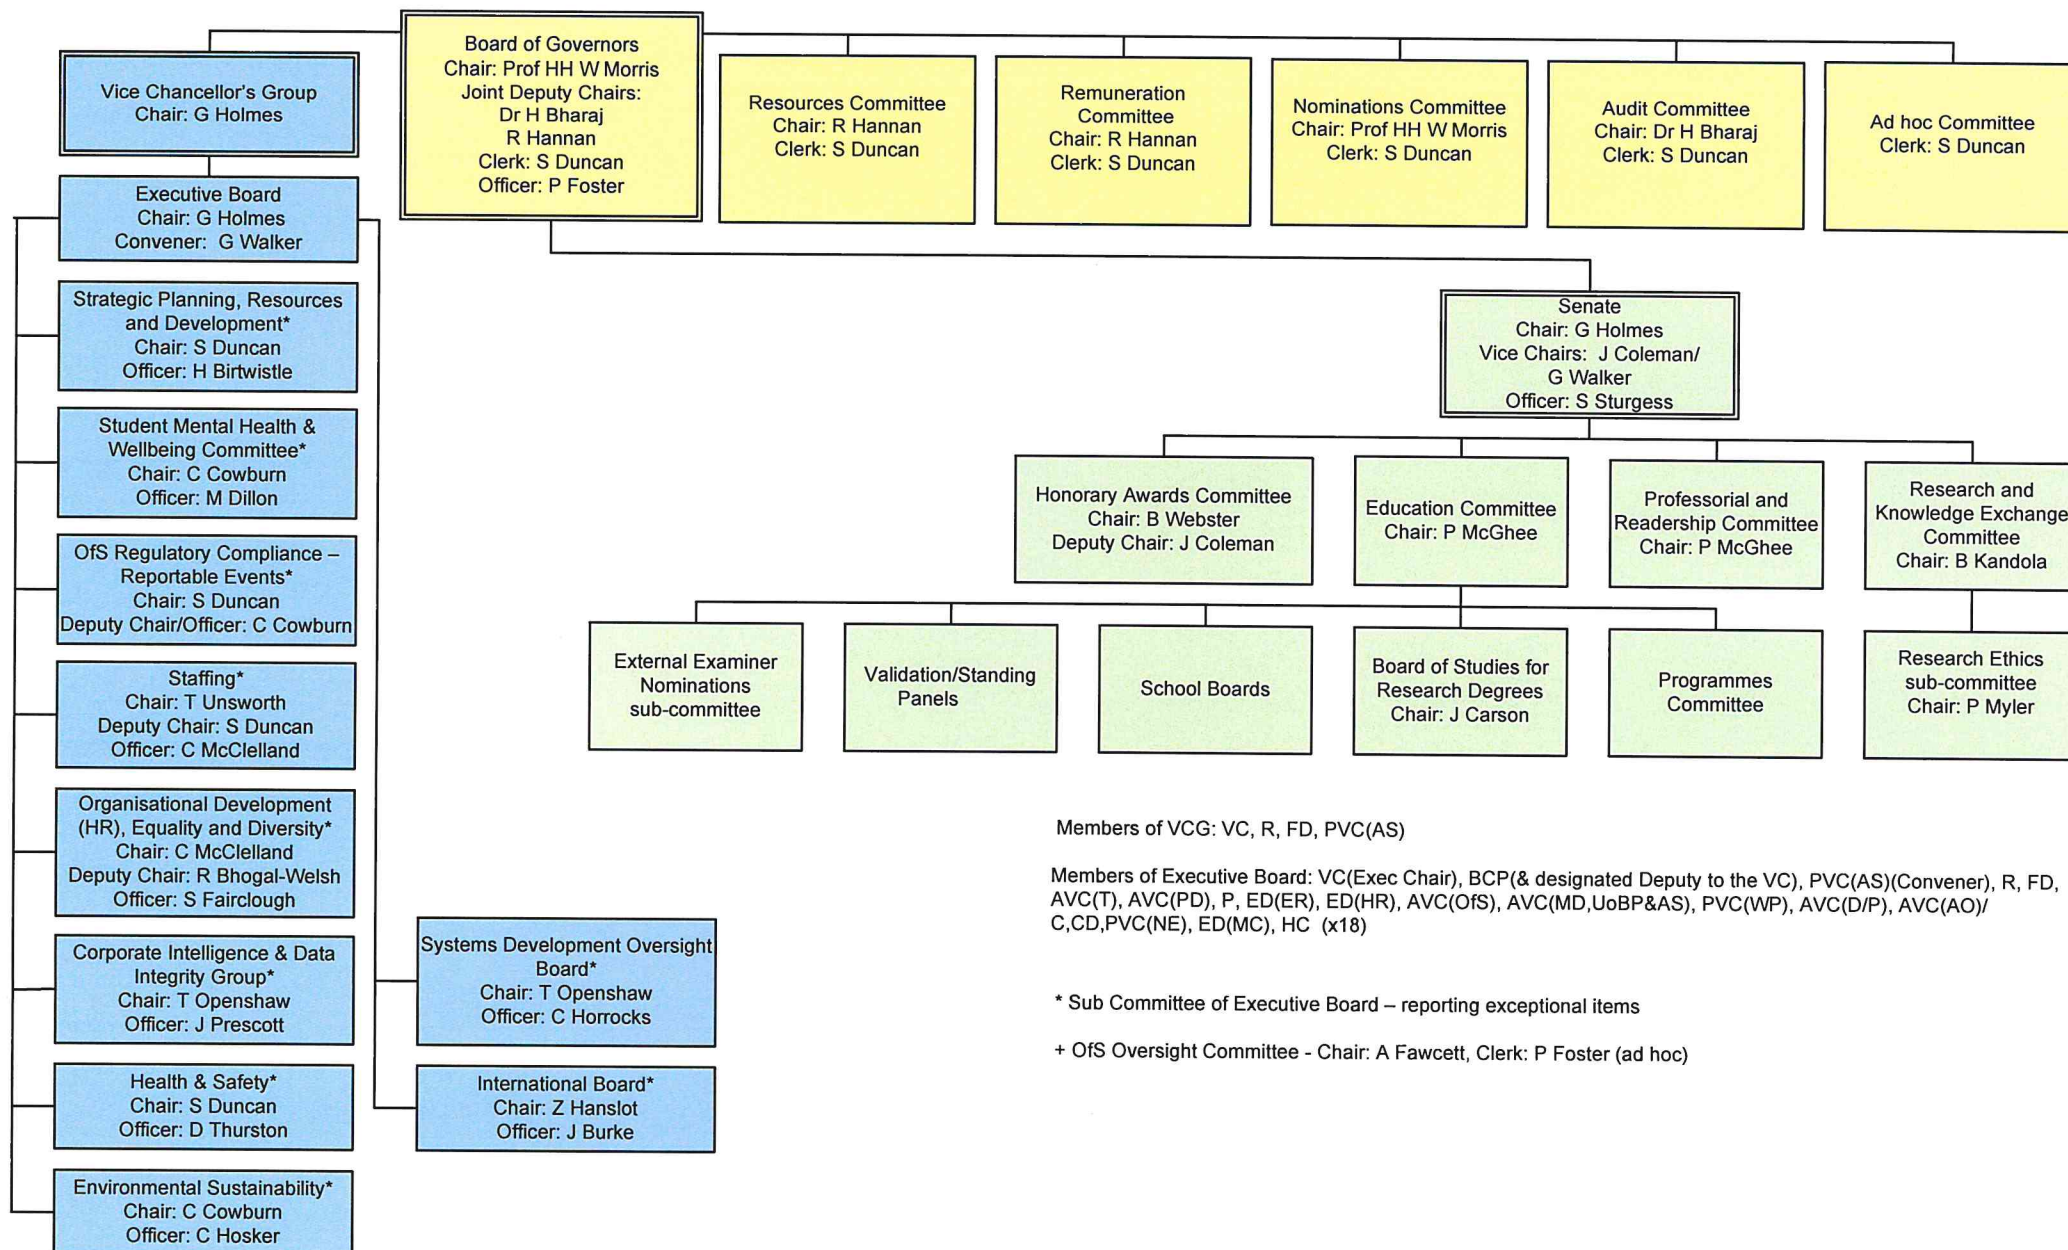 Board of Governors
Chair: Prof HH W Morris
Joint Deputy Chairs:
Dr H Bharaj
R Hannan
Clerk: S Duncan
Officer: P Foster
Vice Chancellor's Group
Chair: G Holmes
Resources Committee
Chair: R Hannan
Clerk: S Duncan
Remuneration
Committee
Chair: R Hannan
Clerk: S Duncan
Nominations Committee
Chair: Prof HH W Morris
Clerk: S Duncan
Audit Committee
Chair: Dr H Bharaj
Clerk: S Duncan
Ad hoc Committee
Clerk: S Duncan
Executive Board
Chair: G Holmes
Convener: G Walker
Strategic Planning, Resources
and Development*
Chair: S Duncan
Officer: H Birtwistle
Student Mental Health &
Wellbeing Committee*
Chair: C Cowburn
Officer: M Dillon
OfS Regulatory Compliance –
Reportable Events*
Chair: S Duncan
Deputy Chair/Officer: C Cowburn
Staffing*
Chair: T Unsworth
Deputy Chair: S Duncan
Officer: C McClelland
Organisational Development
(HR), Equality and Diversity*
Chair: C McClelland
Deputy Chair: R Bhogal-Welsh
Officer: S Fairclough
Corporate Intelligence & Data
Integrity Group*
Chair: T Openshaw
Officer: J Prescott
Health & Safety*
Chair: S Duncan
Officer: D Thurston
Environmental Sustainability*
Chair: C Cowburn
Officer: C Hosker
Systems Development Oversight
Board*
Chair: T Openshaw
Officer: C Horrocks
International Board*
Chair: Z Hanslot
Officer: J Burke
Senate
Chair: G Holmes
Vice Chairs: J Coleman/
G Walker
Officer: S Sturgess
Honorary Awards Committee
Chair: B Webster
Deputy Chair: J Coleman
Education Committee
Chair: P McGhee
Professorial and
Readership Committee
Chair: P McGhee
Research and
Knowledge Exchange
Committee
Chair: B Kandola
External Examiner
Nominations
sub-committee
Validation/Standing
Panels
School Boards
Board of Studies for
Research Degrees
Chair: J Carson
Programmes
Committee
Research Ethics
sub-committee
Chair: P Myler
Members of VCG: VC, R, FD, PVC(AS)
Members of Executive Board: VC(Exec Chair), BCP(& designated Deputy to the VC), PVC(AS)(Convener), R, FD,
AVC(T), AVC(PD), P, ED(ER), ED(HR), AVC(OfS), AVC(MD,UoBP&AS), PVC(WP), AVC(D/P), AVC(AO)/
C,CD,PVC(NE), ED(MC), HC (x18)
* Sub Committee of Executive Board – reporting exceptional items
+ OfS Oversight Committee - Chair: A Fawcett, Clerk: P Foster (ad hoc)